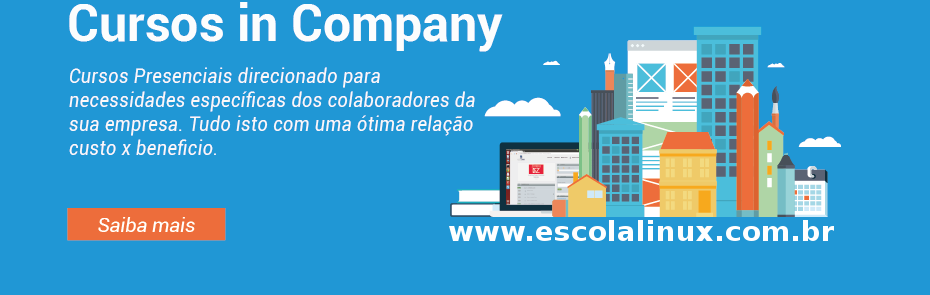 Cursos in Company
Cursos Presenciais direcionado para
necessidades específicas dos colaboradores da
sua empresa. Tudo isto com uma ótima relação
custo x beneficio.
Saiba mais
www.escolalinux.com.br